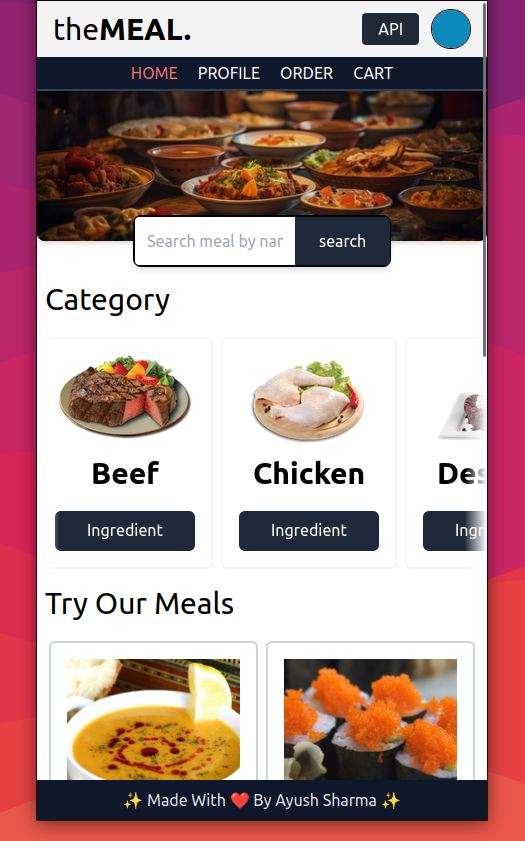 theMEAL. API
HOME PROFILE ORDER CART
Search meal by nar search
Category
Beef Chicken Des
Ingredient Ingredient Ingr
Try Our Meals
✨ Made With ❤️ By Ayush Sharma ✨